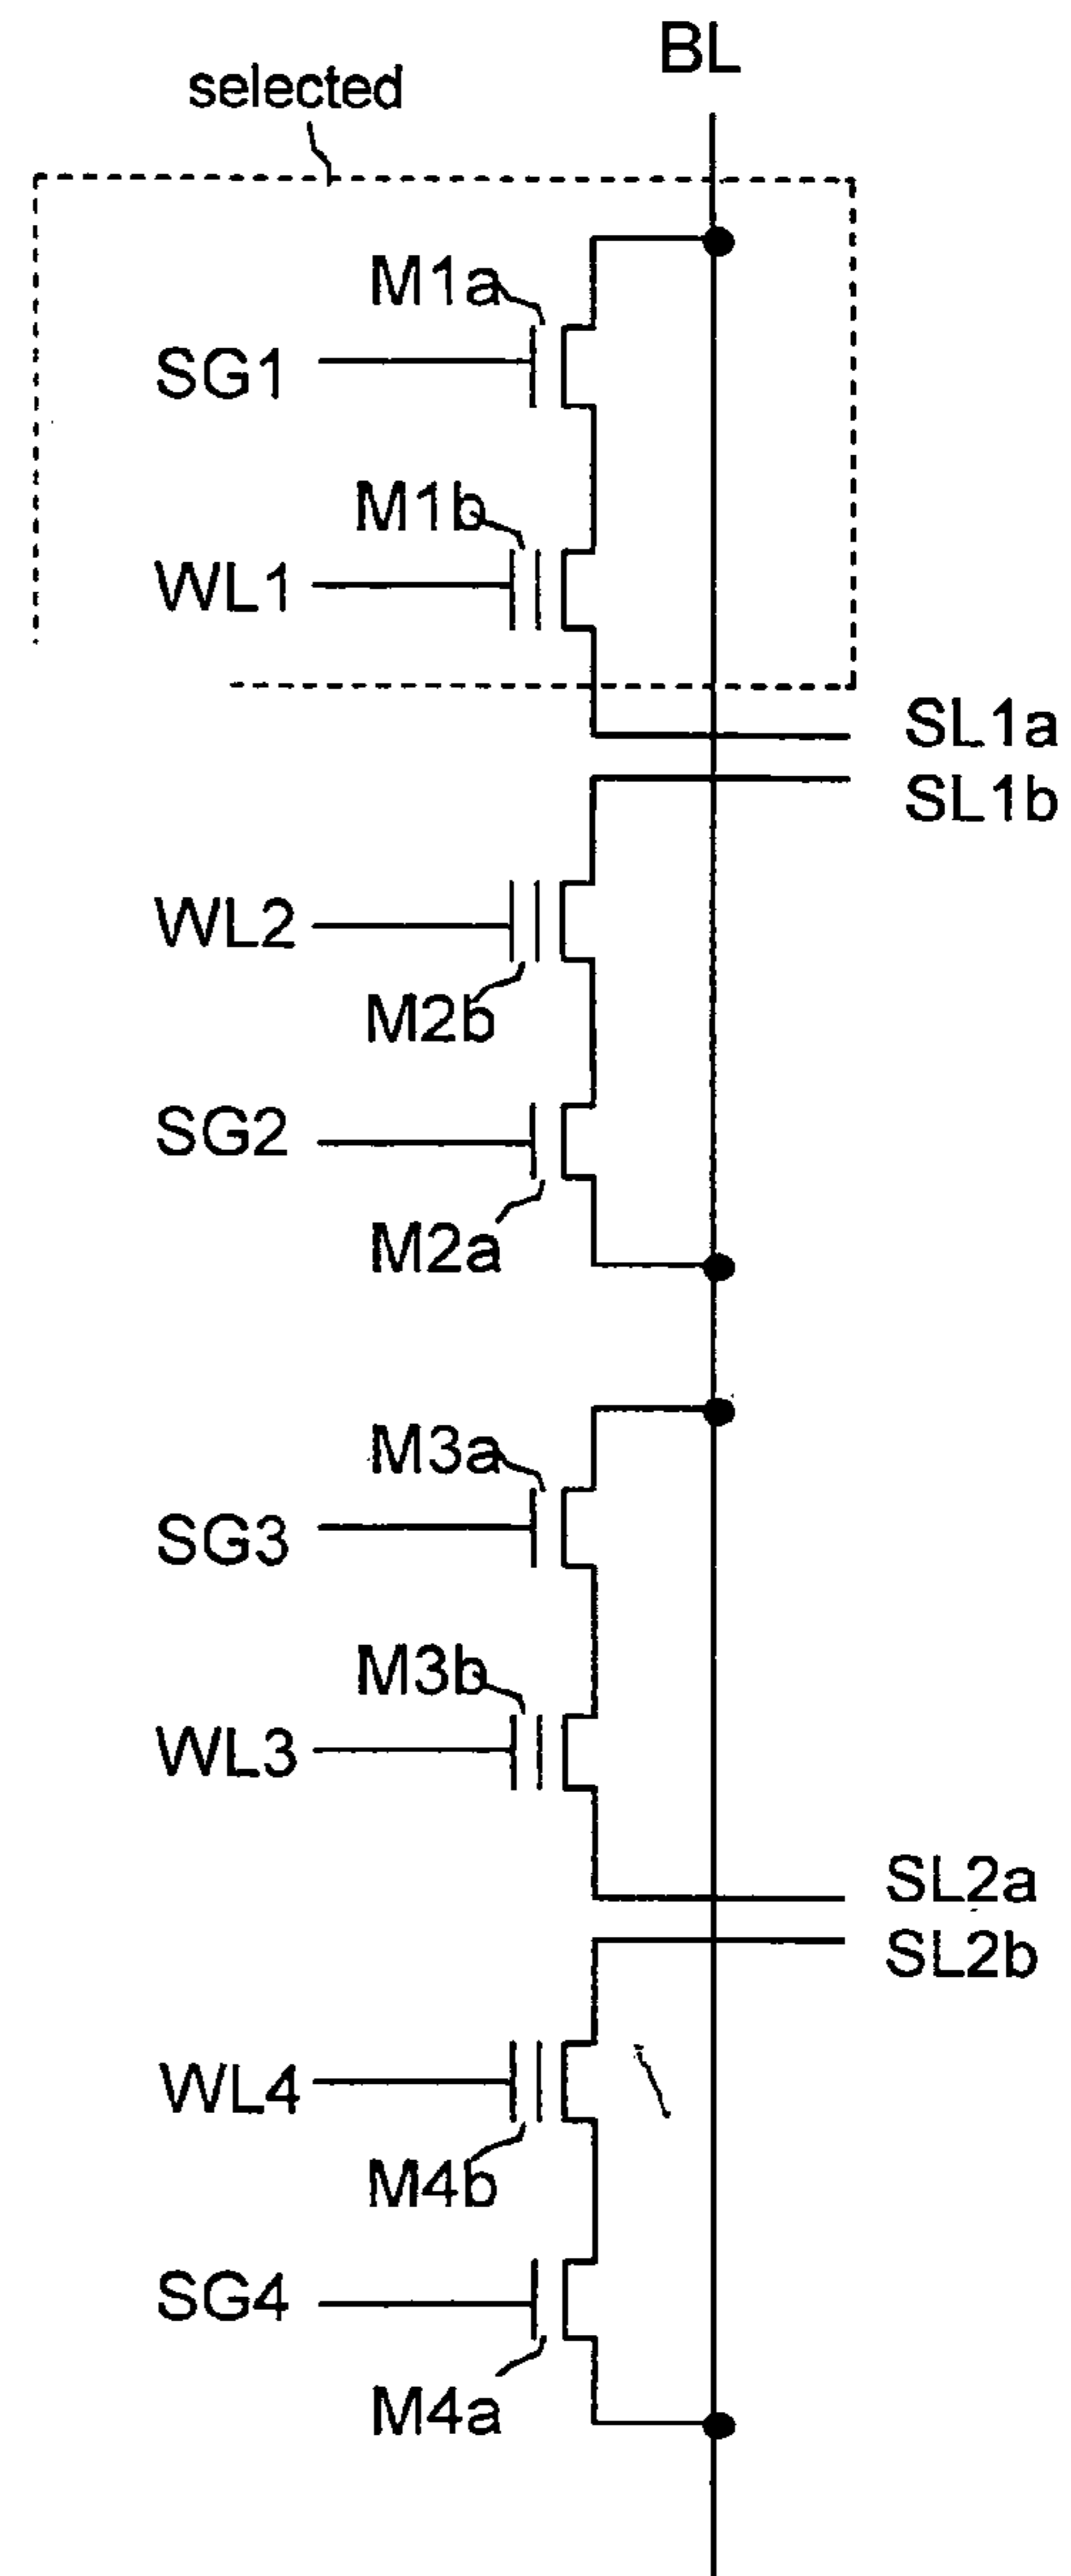 BL
selected
M1a
SG1
M1b
WL1
SL1a
SL1b
WL2
M2b
SG2
M2a
M3a
SG3
M3b
WL3
SL2a
SL2b
WL4
M4b
SG4
M4a